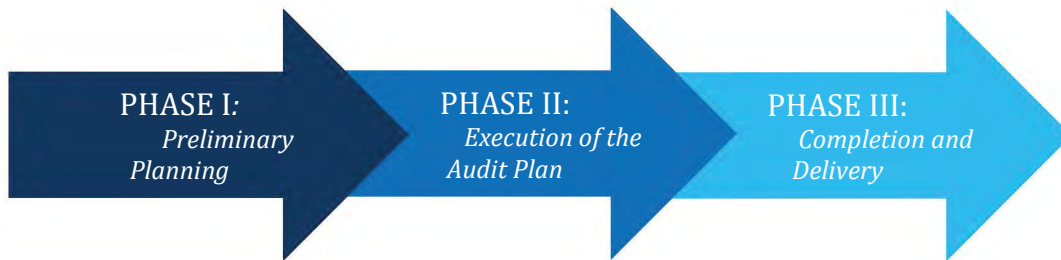 PHASE I:
Preliminary
Planning
PHASE II:
Execution of the
Audit Plan
PHASE III:
Completion and
Delivery